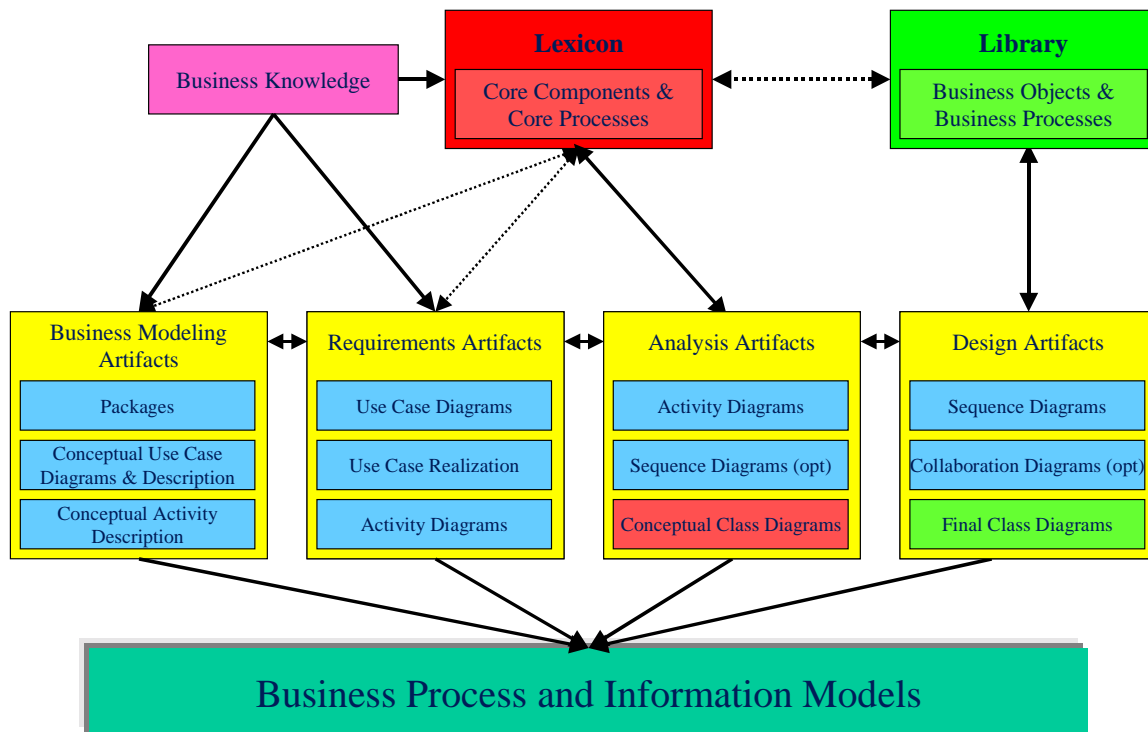 Lexicon
Library
Business Knowledge
Core Components &
Core Processes
Business Objects &
Business Processes
Business Modeling
Artifacts
Requirements Artifacts
Analysis Artifacts
Design Artifacts
Packages
Use Case Diagrams
Activity Diagrams
Sequence Diagrams
Conceptual Use Case
Diagrams & Description
Use Case Realization
Sequence Diagrams (opt)
Collaboration Diagrams (opt)
Conceptual Activity
Description
Activity Diagrams
Conceptual Class Diagrams
Final Class Diagrams
Business Process and Information Models